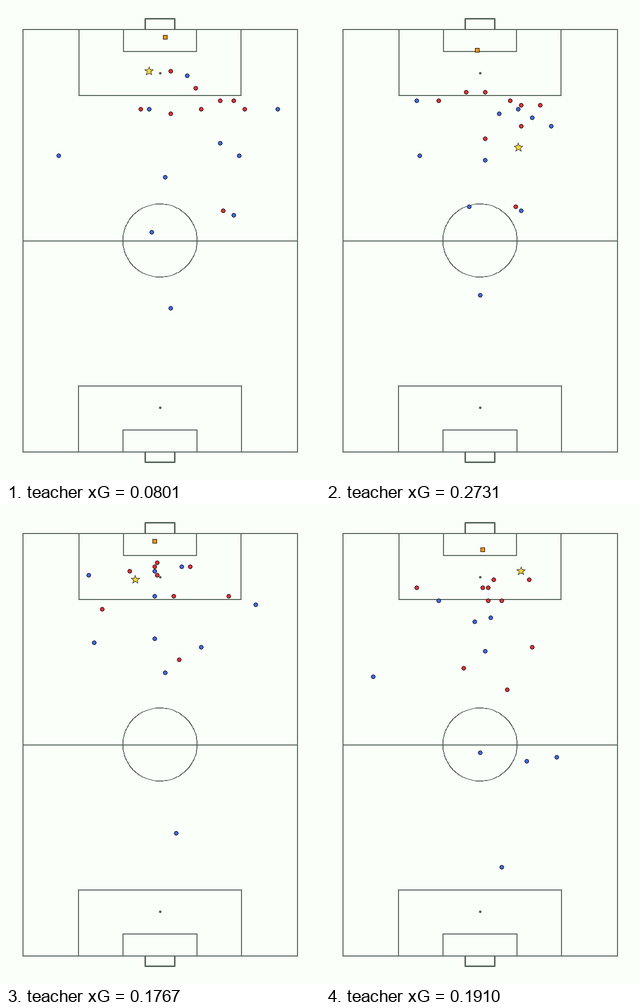 1. teacher xG = 0.0801
2. teacher xG = 0.2731
3. teacher xG = 0.1767
4. teacher xG = 0.1910